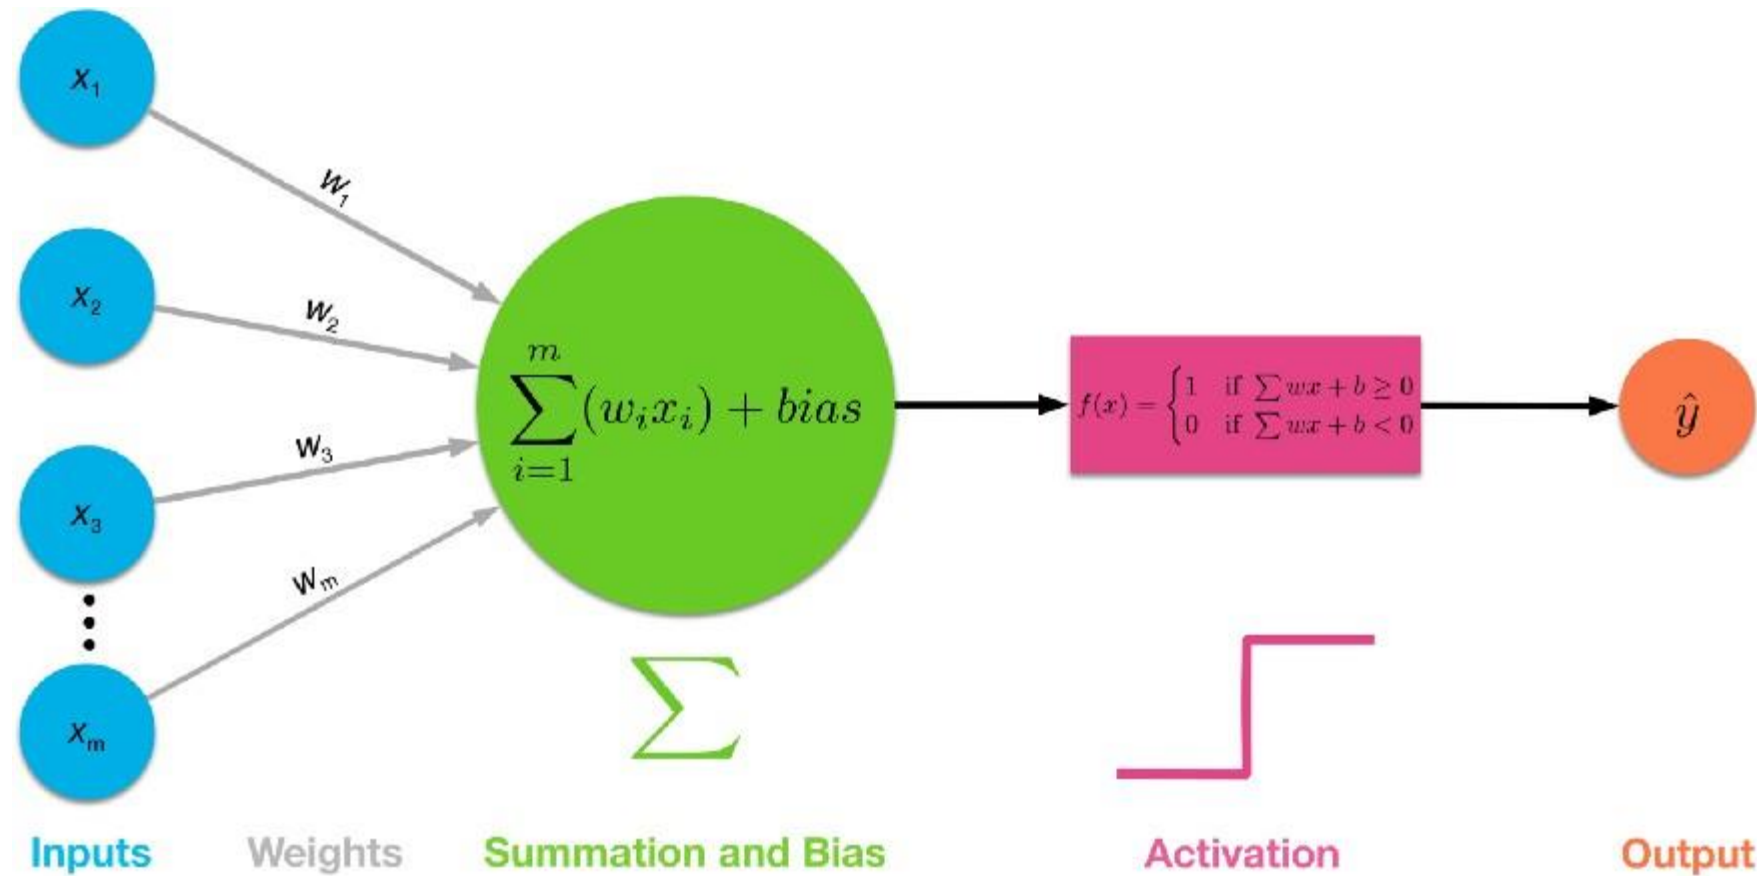 x₁
w₁
x₂
w₂
x₃
w₃
xₘ
wₘ
∑ᵢ₌₁ᵐ(wᵢxᵢ) + bias
f(x) = { 1 if ∑ wx + b ≥ 0
0 if ∑ wx + b < 0
ŷ
∑
Inputs Weights Summation and Bias Activation Output